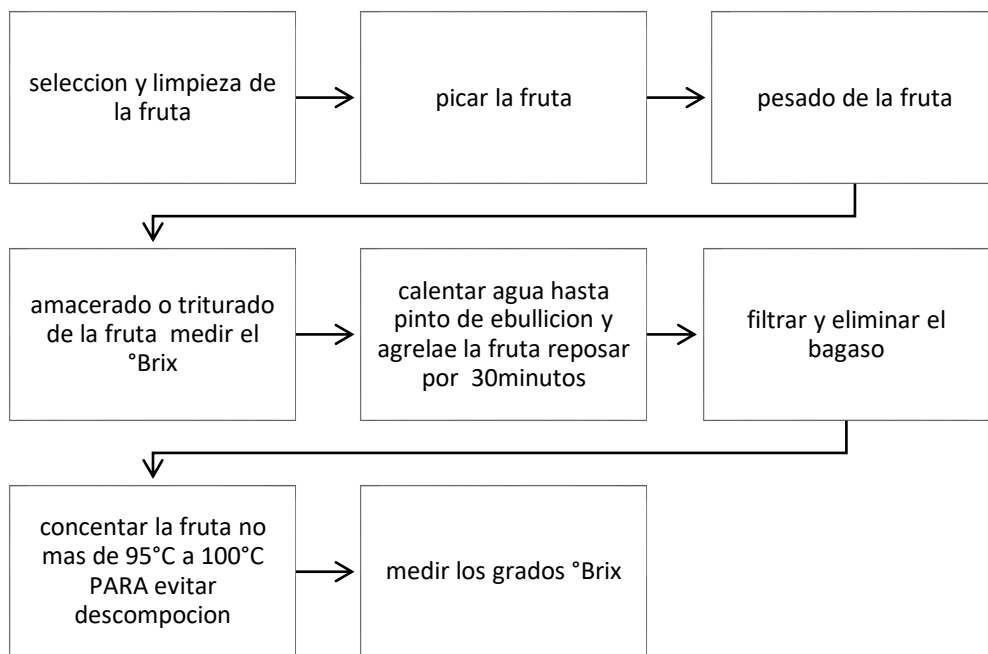 seleccion y limpieza de
la fruta
picar la fruta
pesado de la fruta
amacerado o triturado
de la fruta  medir el
°Brix
calentar agua hasta
pinto de ebullicion y
agrelae la fruta reposar
por  30minutos
filtrar y eliminar el
bagaso
concentar la fruta no
mas de 95°C a 100°C
PARA evitar
descompocion
medir los grados °Brix